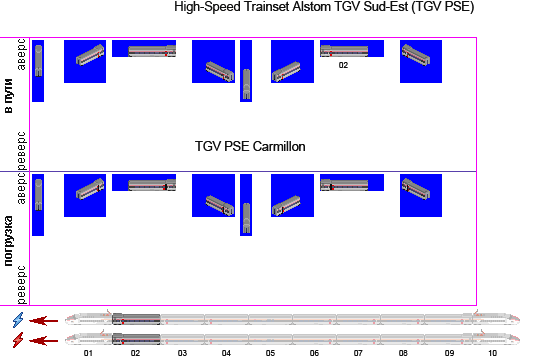 High-Speed Trainset Alstom TGV Sud-Est (TGV PSE)
аверс
в пути
02
TGV PSE Carmillon
реверс
аверс
погрузка
реверс
01 02 03 04 05 06 07 08 09 10